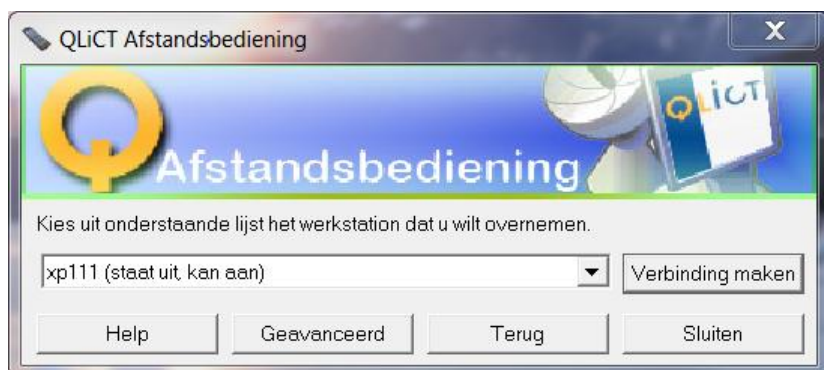 QLiCT Afstandsbediening
X
QLiCT
Q
Afstandsbediening
Kies uit onderstaande lijst het werkstation dat u wilt overnemen.
xp111 (staat uit, kan aan)
Verbinding maken
Help
Geavanceerd
Terug
Sluiten